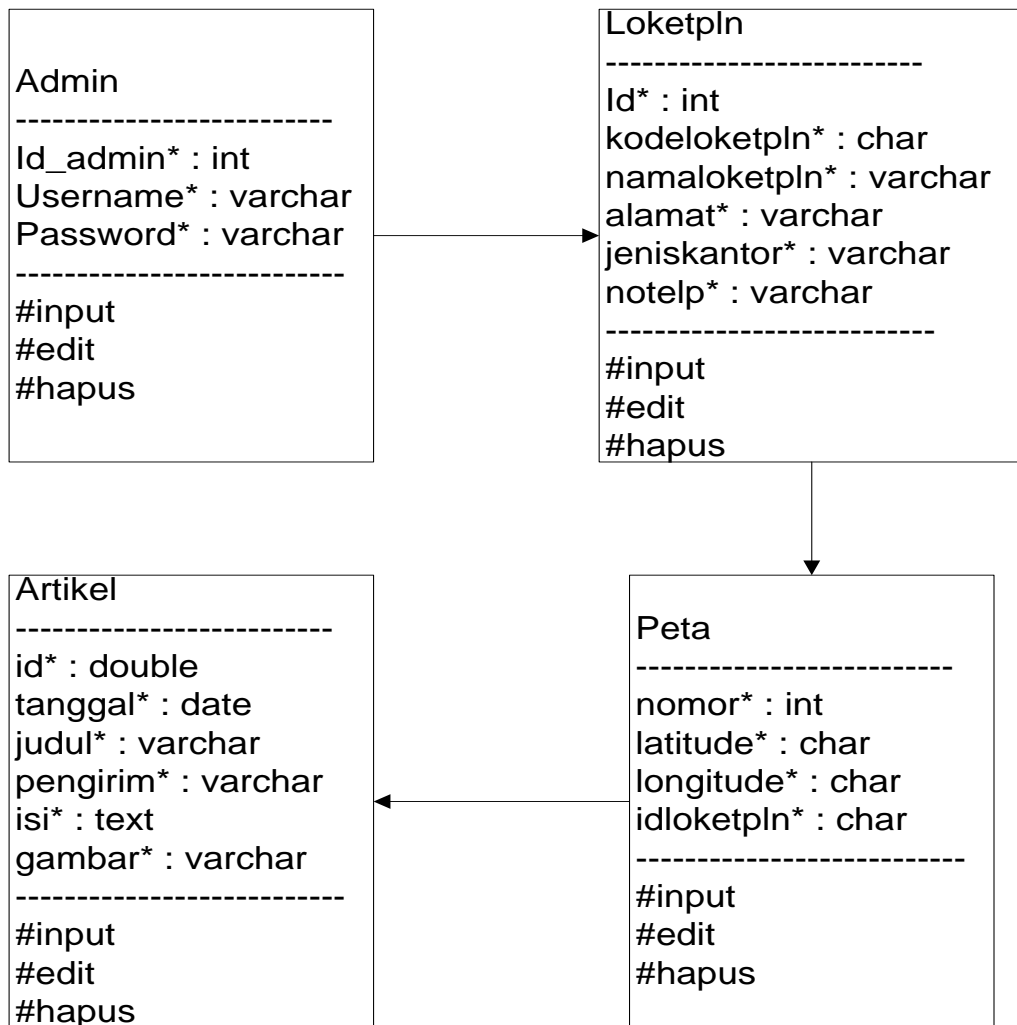 Admin
--------------------------
Id_admin* : int
Username* : varchar
Password* : varchar
---------------------------
#input
#edit
#hapus
Loketpln
--------------------------
Id* : int
kodeloketpln* : char
namaloketpln* : varchar
alamat* : varchar
jeniskantor* : varchar
notelp* : varchar
---------------------------
#input
#edit
#hapus
Artikel
--------------------------
id* : double
tanggal* : date
judul* : varchar
pengirim* : varchar
isi* : text
gambar* : varchar
---------------------------
#input
#edit
#hapus
Peta
--------------------------
nomor* : int
latitude* : char
longitude* : char
idloketpln* : char
---------------------------
#input
#edit
#hapus